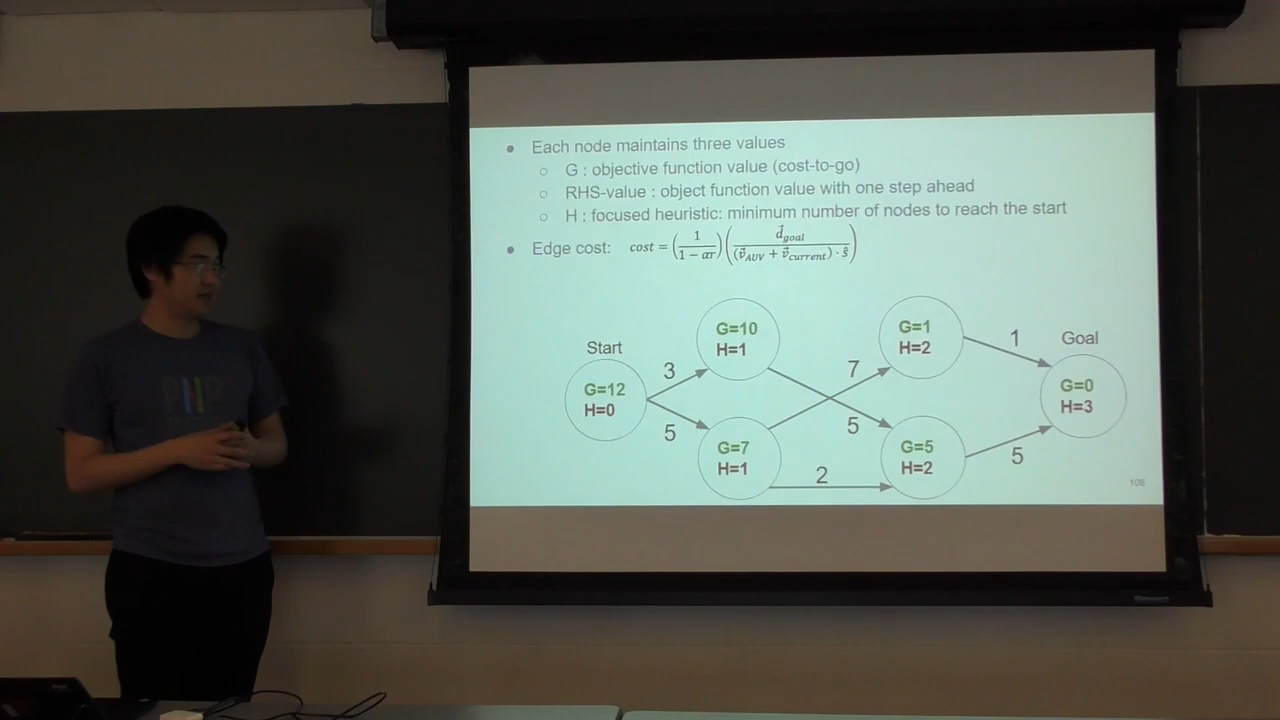 Each node maintains three values
G : objective function value (cost-to-go)
RHS-value : object function value with one step ahead
H : focused heuristic: minimum number of nodes to reach the start
Edge cost: cost = (1 / (1 − αr)) (d⃗_goal / ((v⃗_AUV + v⃗_current) · ŝ))
Start
G=12
H=0
3
5
G=10
H=1
G=7
H=1
7
5
2
G=1
H=2
G=5
H=2
1
5
Goal
G=0
H=3
108